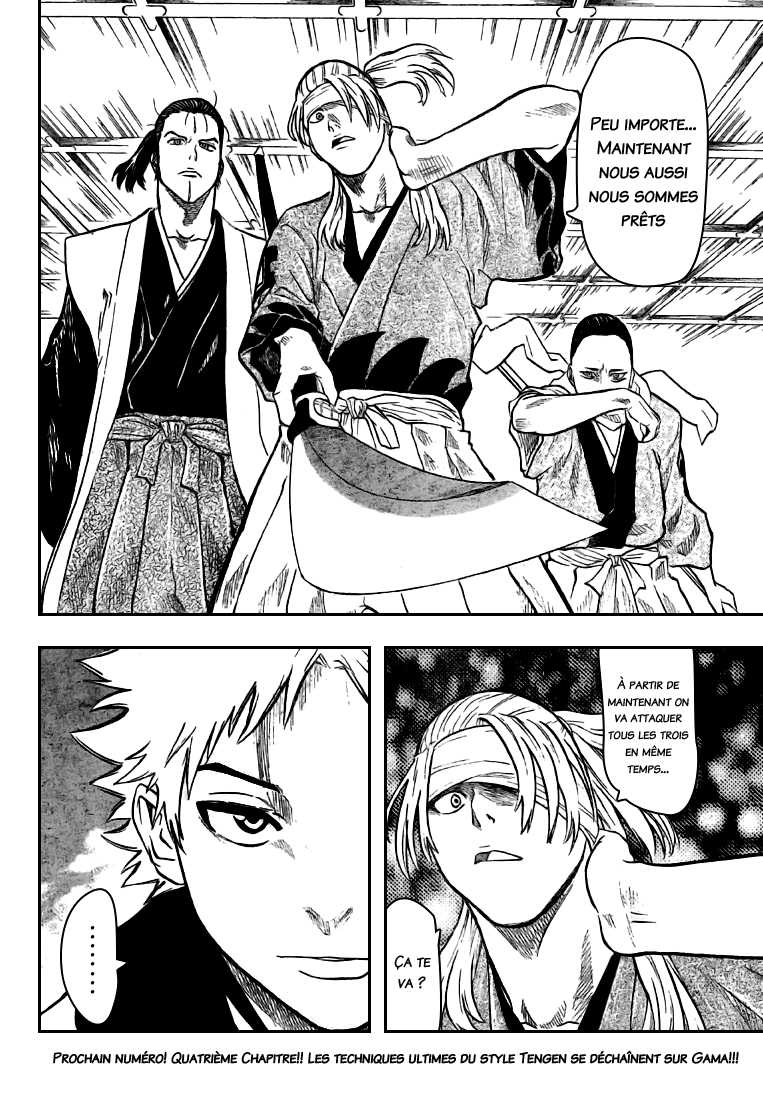 Peu importe...
Maintenant
nous aussi
nous sommes
prêts
À partir de
maintenant on
va attaquer
tous les trois
en même
temps...
Ça te
va ?
......
Prochain numéro! Quatrième Chapitre!! Les techniques ultimes du style Tengen se déchaînent sur Gama!!!